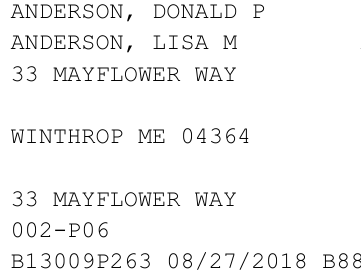 ANDERSON, DONALD P
ANDERSON, LISA M
33 MAYFLOWER WAY
WINTHROP ME 04364
33 MAYFLOWER WAY
002-P06
B13009P263 08/27/2018 B88